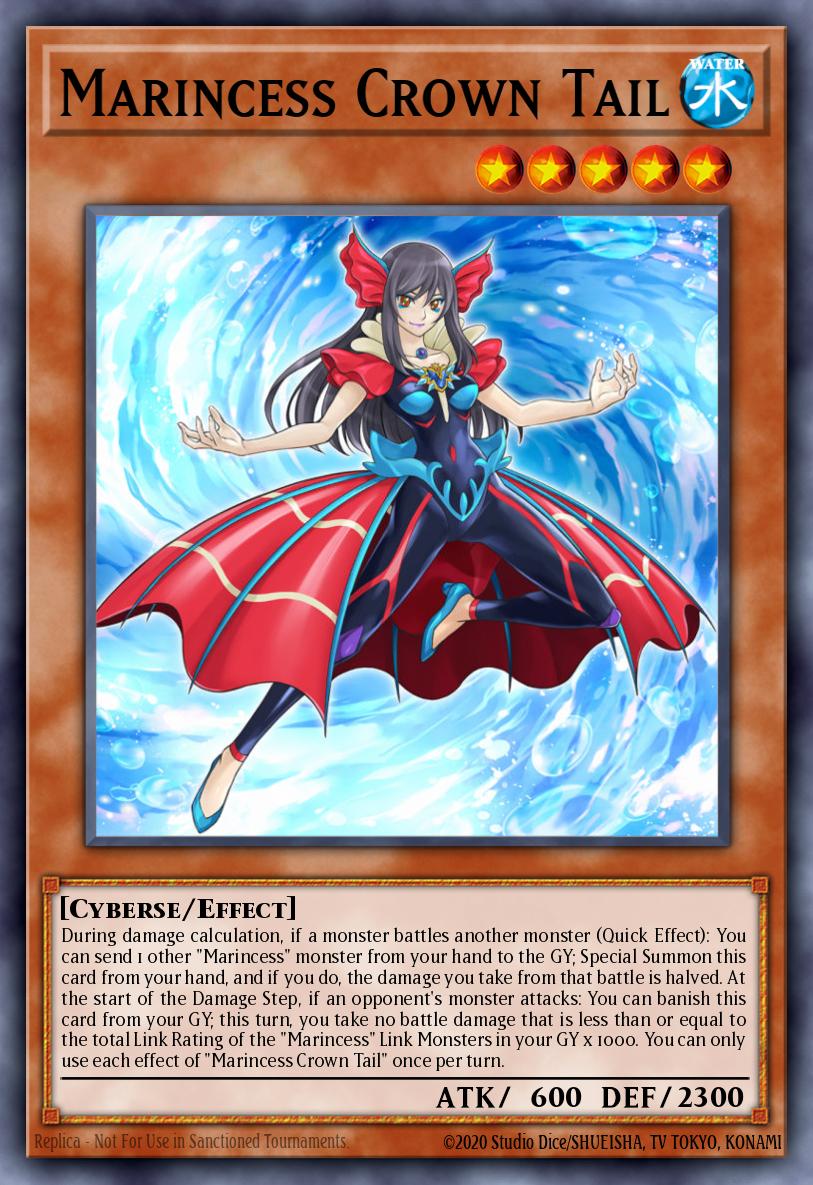 Marincess Crown Tail
WATER
水
[Cyberse/Effect]
During damage calculation, if a monster battles another monster (Quick Effect): You
can send 1 other "Marincess" monster from your hand to the GY; Special Summon this
card from your hand, and if you do, the damage you take from that battle is halved. At
the start of the Damage Step, if an opponent's monster attacks: You can banish this
card from your GY; this turn, you take no battle damage that is less than or equal to
the total Link Rating of the "Marincess" Link Monsters in your GY x 1000. You can only
use each effect of "Marincess Crown Tail" once per turn.
ATK/ 600 DEF/2300
Replica - Not For Use in Sanctioned Tournaments.
©2020 Studio Dice/SHUEISHA, TV TOKYO, KONAMI